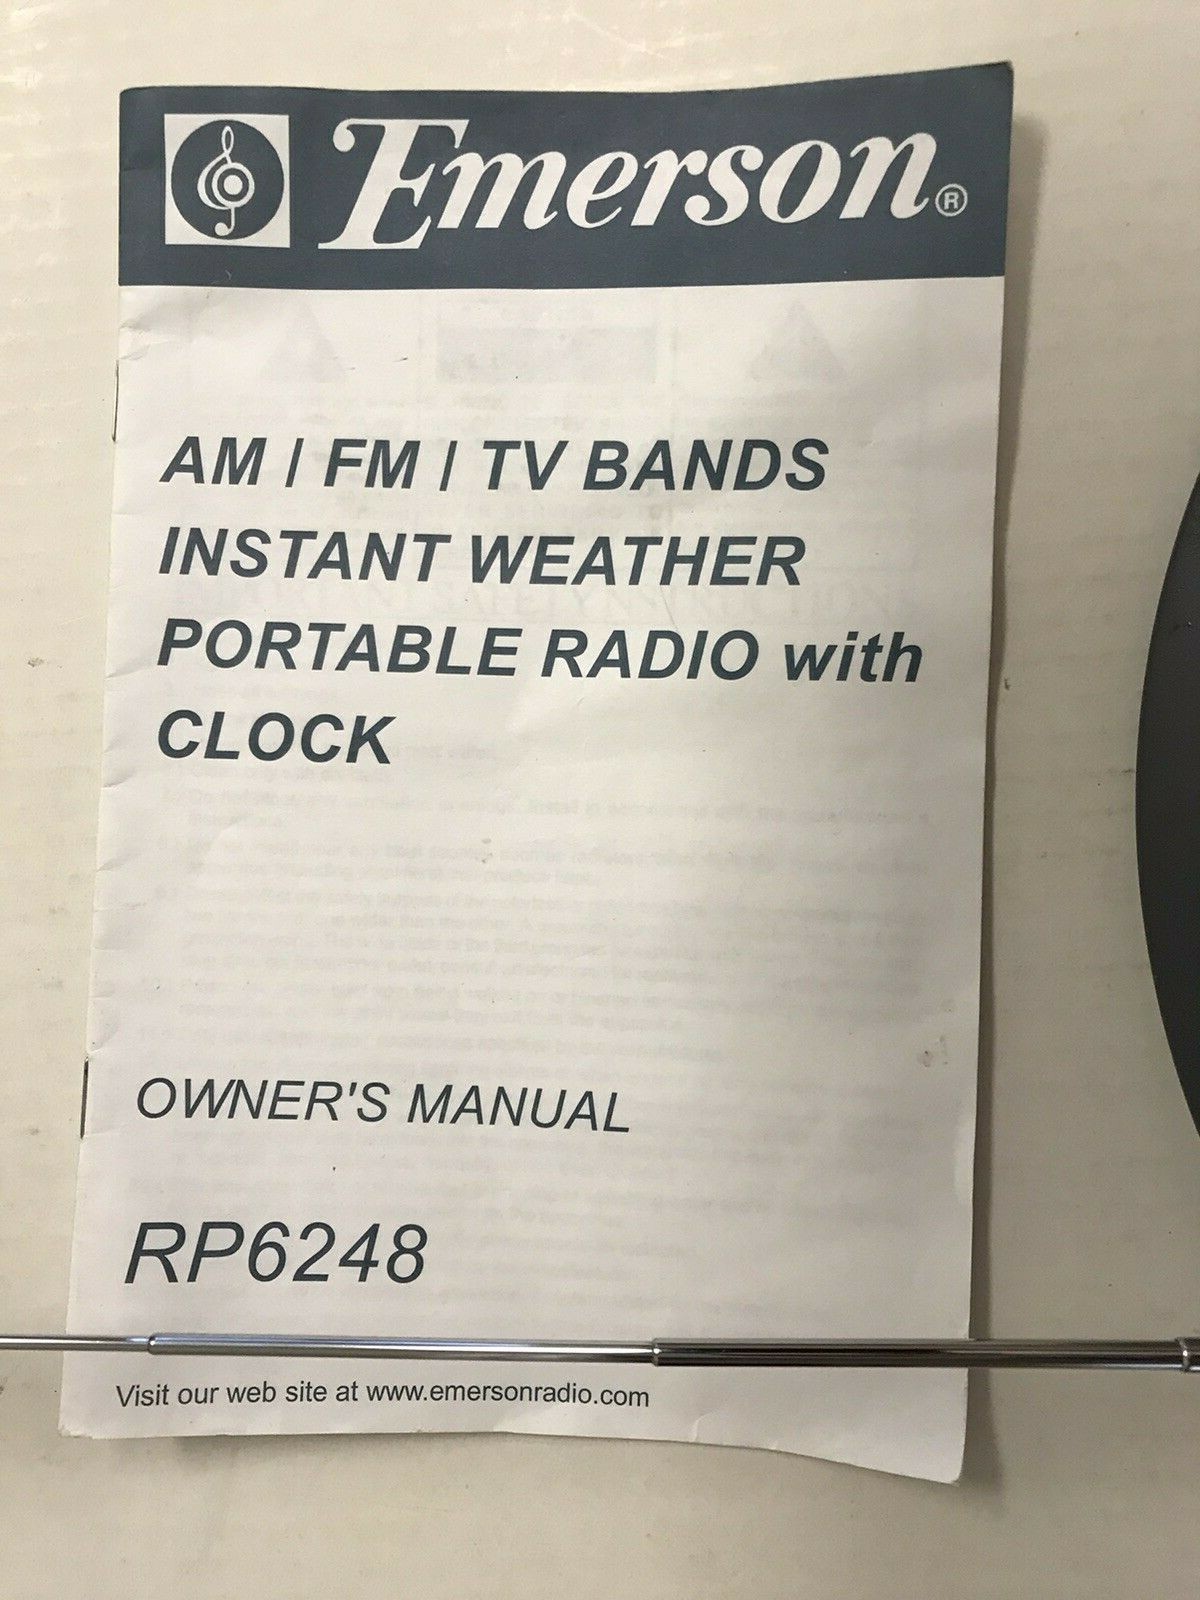 Emerson®
AM / FM / TV BANDS
INSTANT WEATHER
PORTABLE RADIO with
CLOCK
OWNER'S MANUAL
RP6248
Visit our web site at www.emersonradio.com